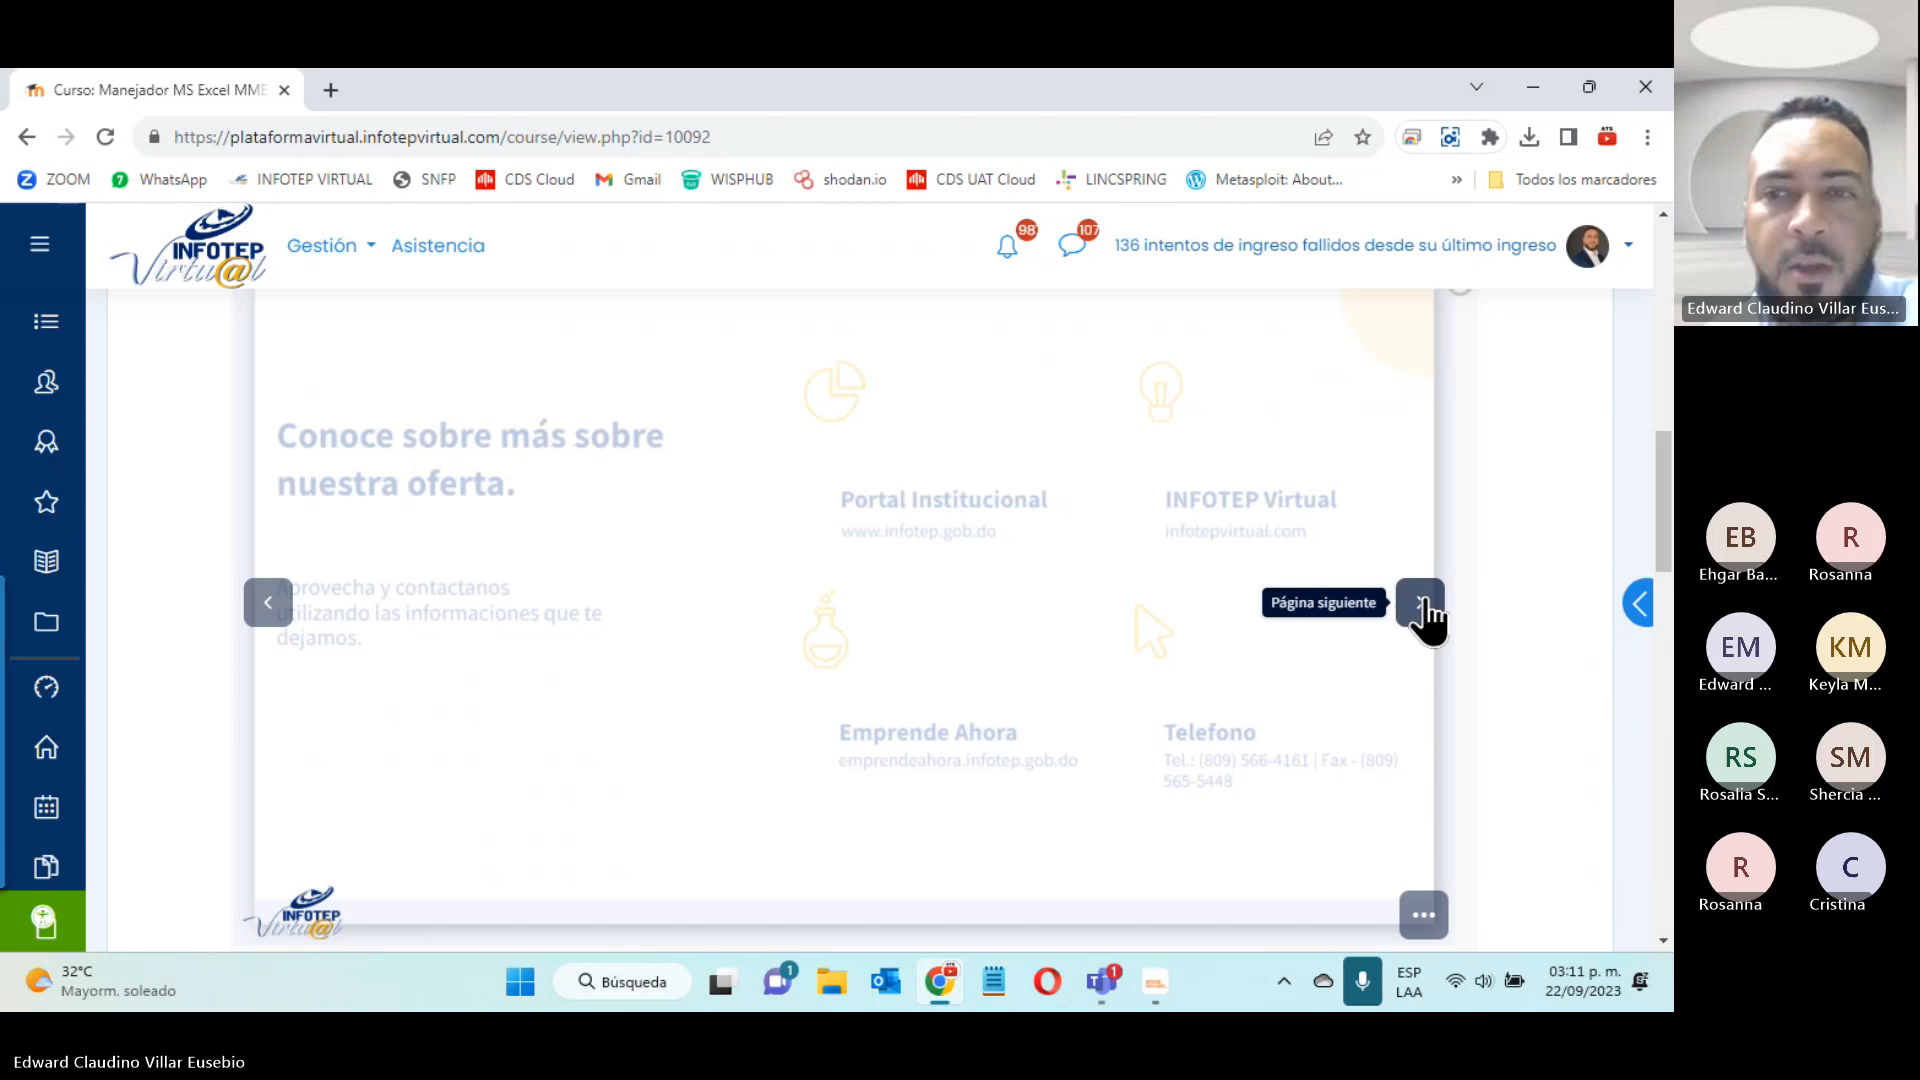 Curso: Manejador MS Excel MME
https://plataformavirtual.infotepvirtual.com/course/view.php?id=10092
ZOOM
WhatsApp
INFOTEP VIRTUAL
SNFP
CDS Cloud
Gmail
WISPHUB
shodan.io
CDS UAT Cloud
LINCSPRING
Metasploit: About...
»
Todos los marcadores
INFOTEP
Virtu@l
Gestión
Asistencia
98
107
136 intentos de ingreso fallidos desde su último ingreso
Conoce sobre más sobre
nuestra oferta.
Aprovecha y contactanos
utilizando las informaciones que te
dejamos.
Portal Institucional
www.infotep.gob.do
INFOTEP Virtual
infotepvirtual.com
Página siguiente
Emprende Ahora
emprendeahora.infotep.gob.do
Telefono
Tel.: (809) 566-4161 | Fax - (809)
565-5448
INFOTEP
Virtu@l
32°C
Mayorm. soleado
Búsqueda
1
1
ESP
LAA
03:11 p. m.
22/09/2023
Edward Claudino Villar Eus...
EB
Ehgar Ba...
R
Rosanna
EM
Edward ...
KM
Keyla M...
RS
Rosalia S...
SM
Shercia ...
R
Rosanna
C
Cristina
Edward Claudino Villar Eusebio